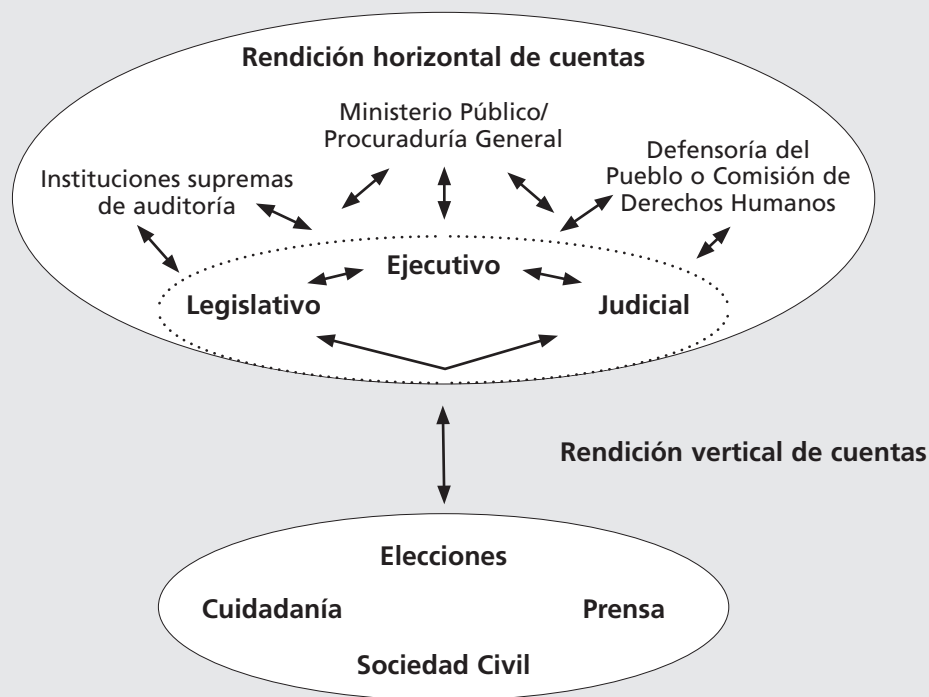 Rendición horizontal de cuentas
Ministerio Público/
Procuraduría General
Instituciones supremas
de auditoría
Defensoría del
Pueblo o Comisión de
Derechos Humanos
Ejecutivo
Legislativo
Judicial
Rendición vertical de cuentas
Elecciones
Cuidadanía
Prensa
Sociedad Civil